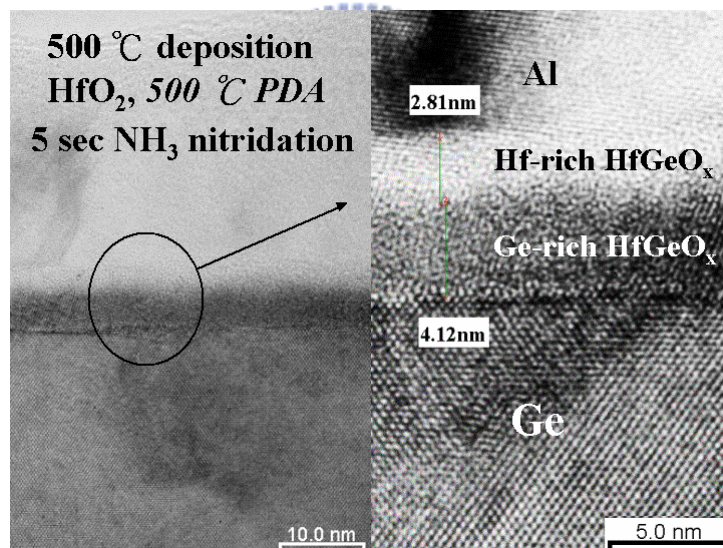 500 ℃ deposition
HfO₂, 500 ℃ PDA
5 sec NH₃ nitridation
10.0 nm
Al
2.81nm
Hf-rich HfGeOₓ
Ge-rich HfGeOₓ
4.12nm
Ge
5.0 nm